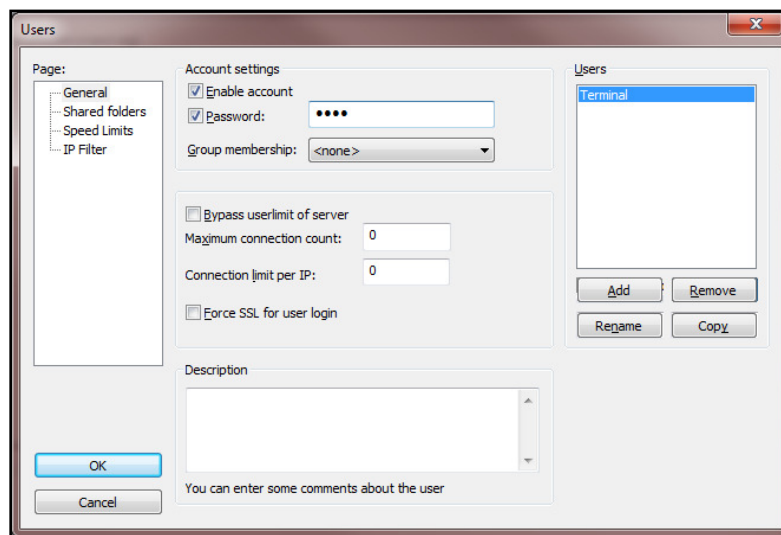 Users
Page:
General
Shared folders
Speed Limits
IP Filter
Account settings
Enable account
Password:
••••
Group membership:
<none>
Bypass userlimit of server
Maximum connection count:
0
Connection limit per IP:
0
Force SSL for user login
Description
You can enter some comments about the user
Users
Terminal
Add
Remove
Rename
Copy
OK
Cancel